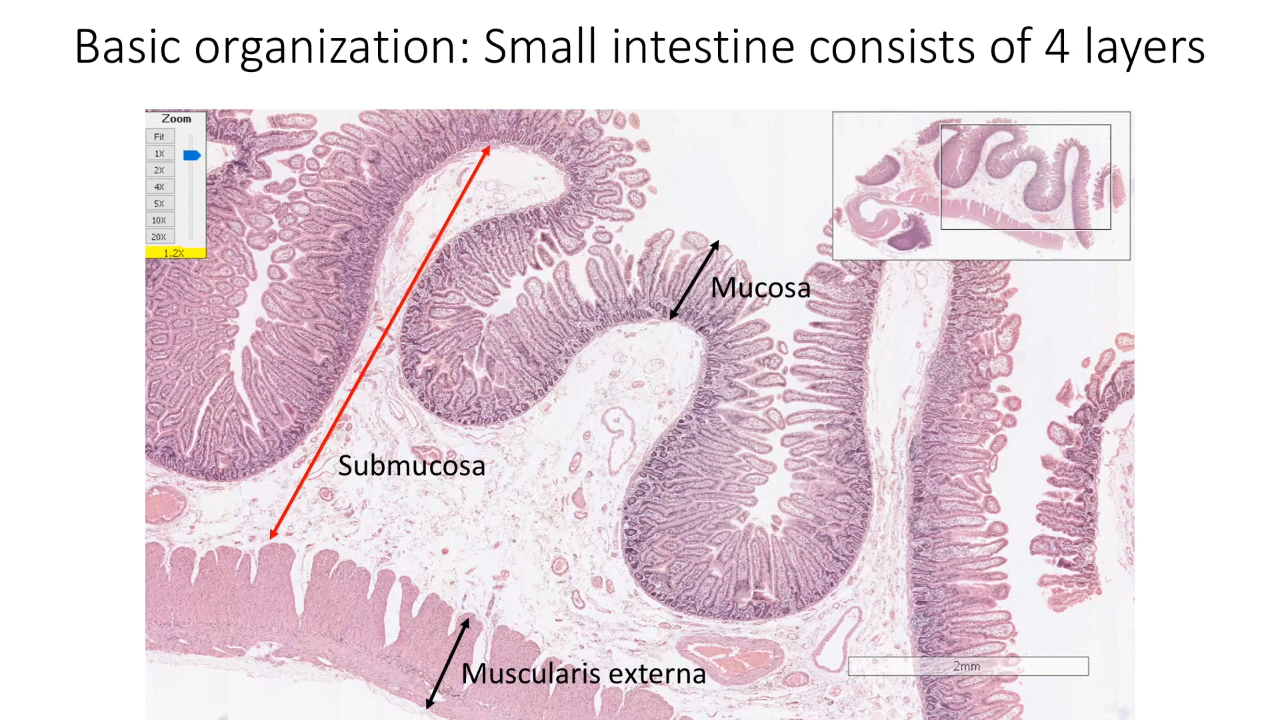 Basic organization: Small intestine consists of 4 layers
Zoom
Fit
1X
2X
4X
5X
10X
20X
1.2X
Mucosa
Submucosa
2mm
Muscularis externa